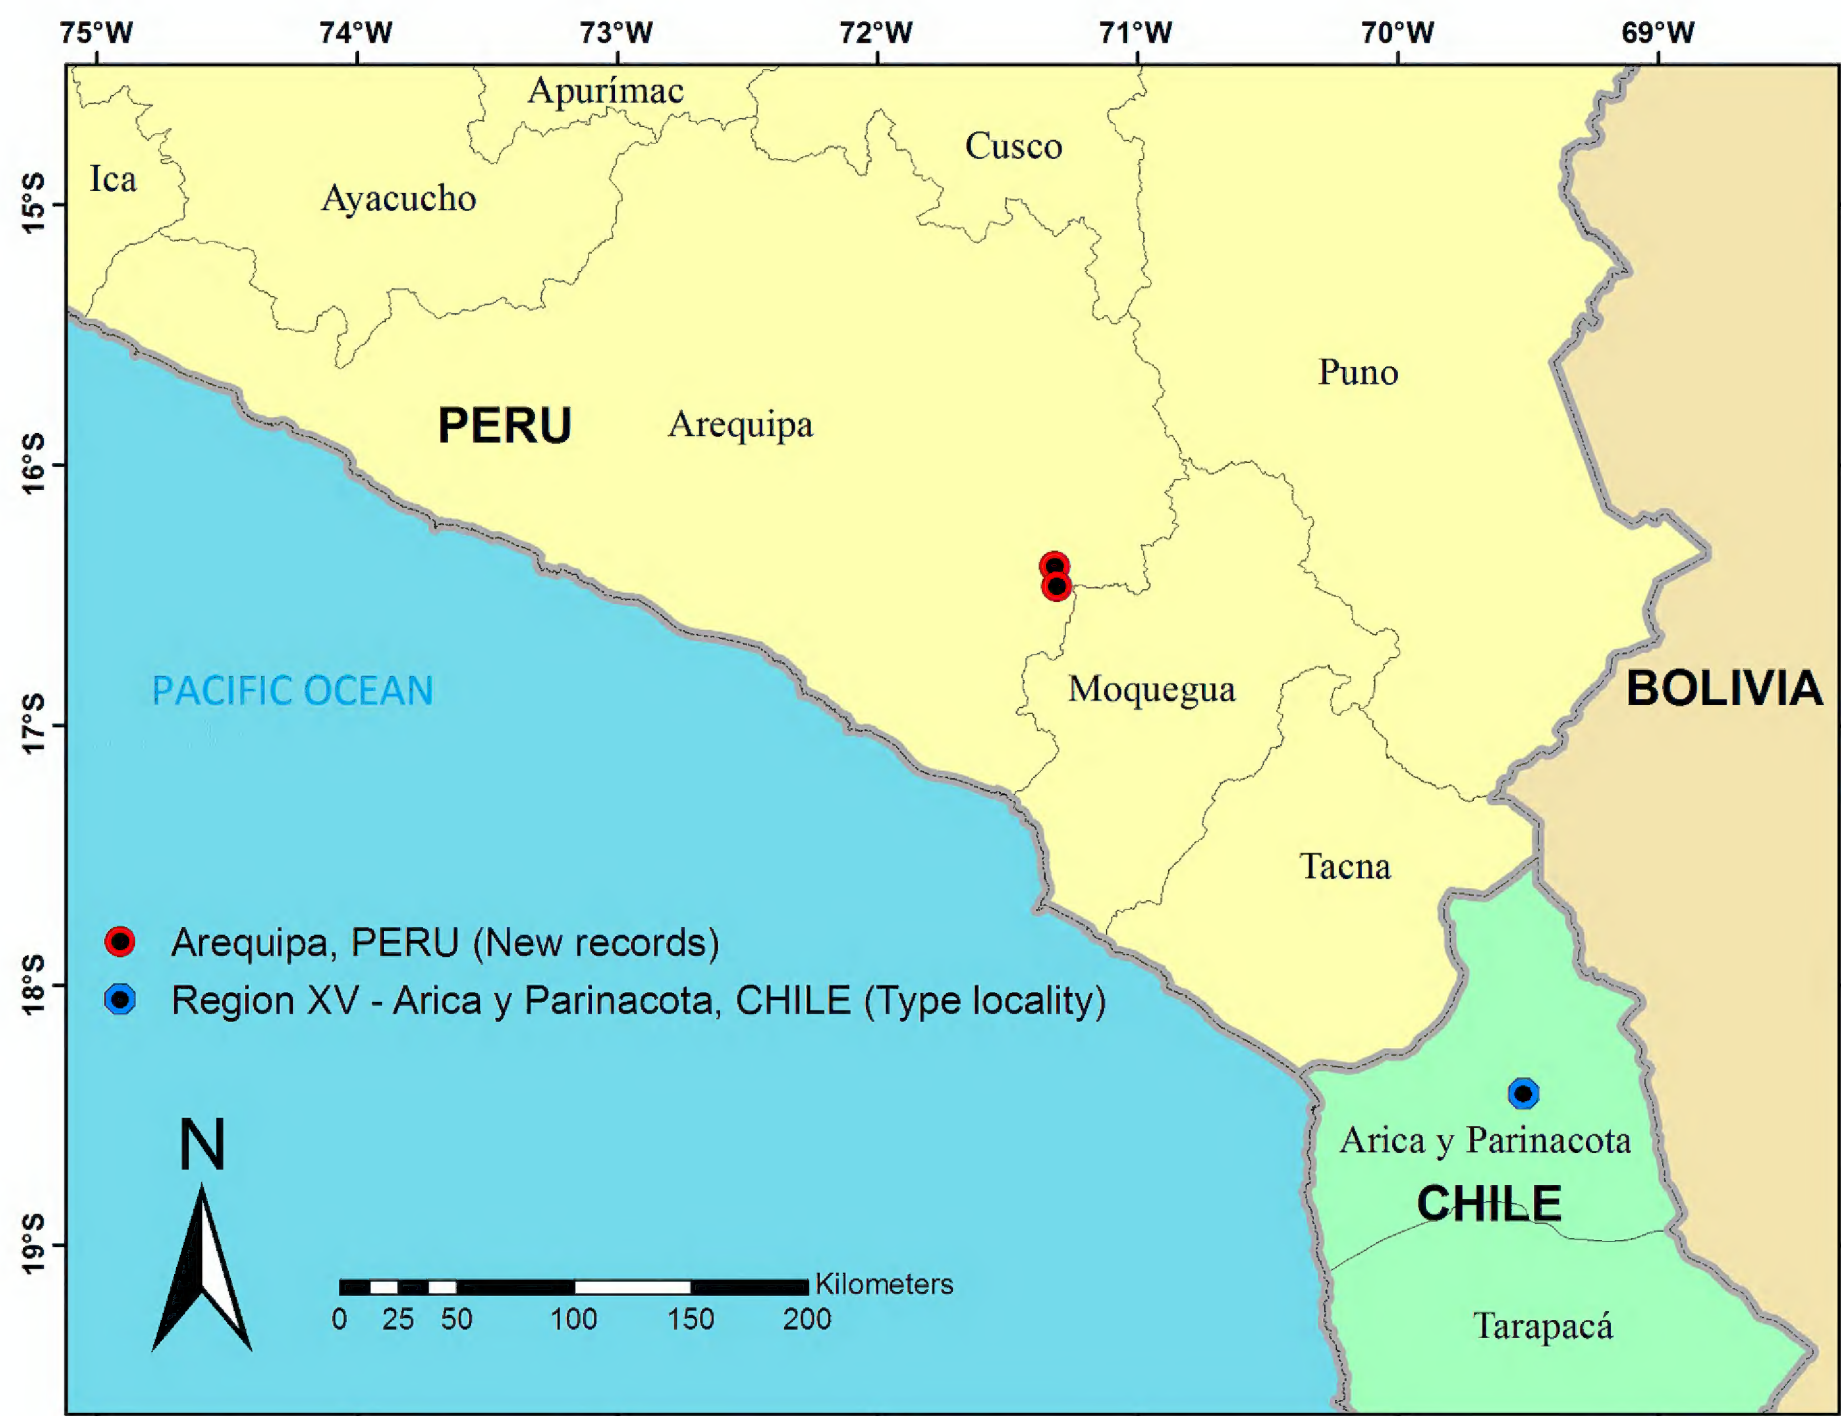 75°W 74°W 73°W 72°W 71°W 70°W 69°W
Apurímac
Cusco
Ica
Ayacucho
15°S
Puno
PERU
Arequipa
16°S
PACIFIC OCEAN
Moquegua
BOLIVIA
17°S
Tacna
Arequipa, PERU (New records)
18°S
Region XV - Arica y Parinacota, CHILE (Type locality)
N
Arica y Parinacota
CHILE
19°S
Kilometers
0 25 50 100 150 200
Tarapacá